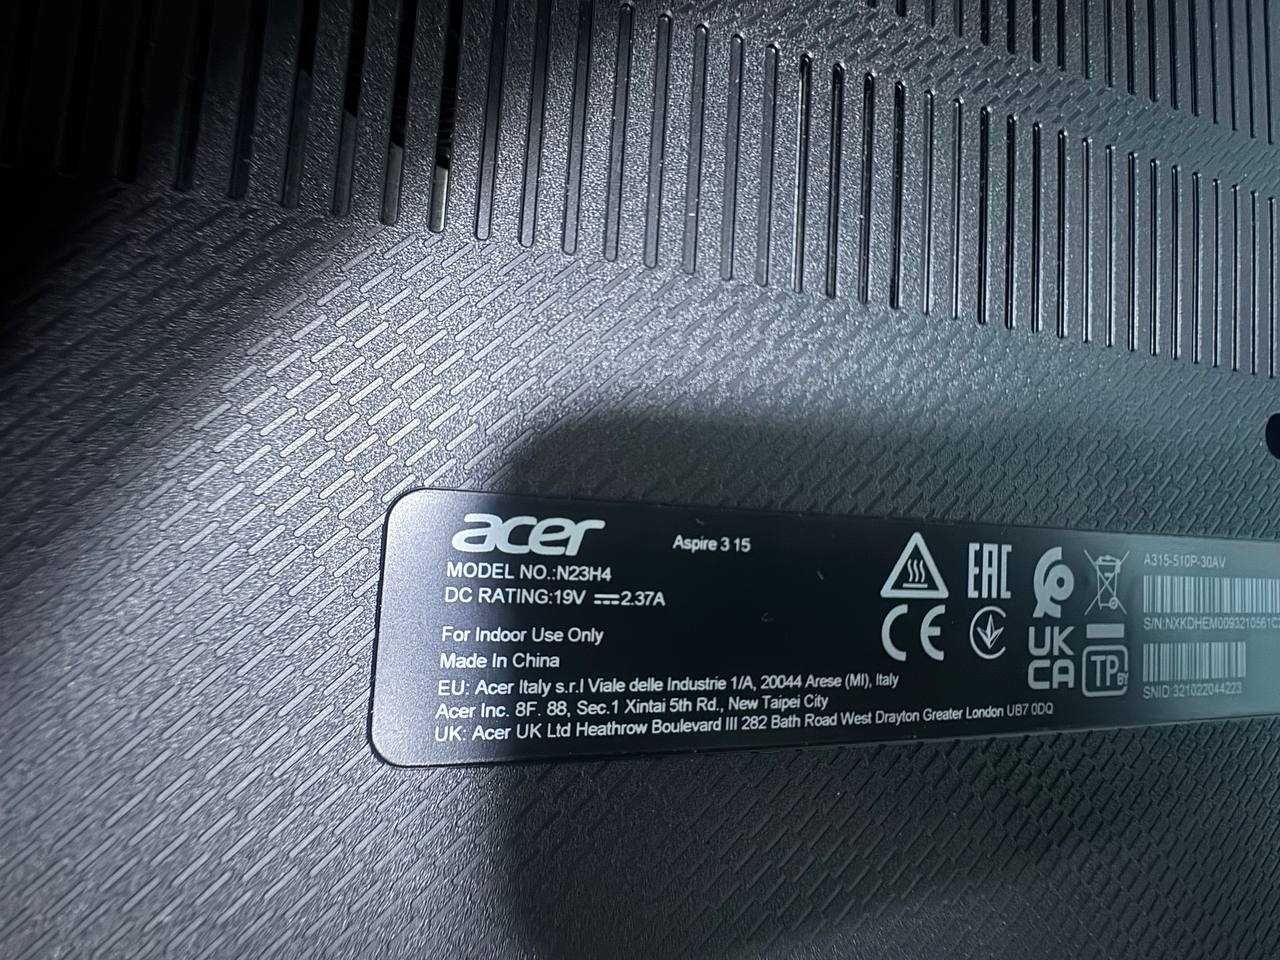 acer
Aspire 3 15
MODEL NO.:N23H4
DC RATING:19V 2.37A
For Indoor Use Only
Made In China
EU: Acer Italy s.r.l Viale delle Industrie 1/A, 20044 Arese (MI), Italy
Acer Inc. 8F. 88, Sec.1 Xintai 5th Rd., New Taipei City
UK: Acer UK Ltd Heathrow Boulevard III 282 Bath Road West Drayton Greater London UB7 0DQ
EAC
CE
UK
CA
TP
BY
A315-510P-30AV
S/N:NXKDHEM0093210561C2
SNID 321022044223